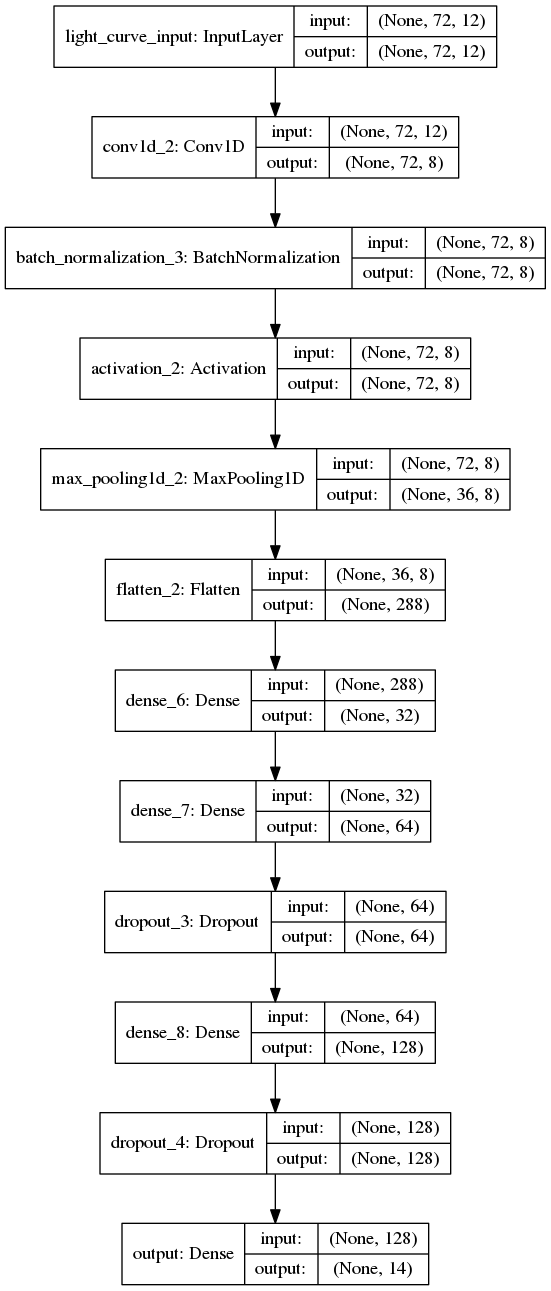 light_curve_input: InputLayer
input: (None, 72, 12)
output: (None, 72, 12)
conv1d_2: Conv1D
input: (None, 72, 12)
output: (None, 72, 8)
batch_normalization_3: BatchNormalization
input: (None, 72, 8)
output: (None, 72, 8)
activation_2: Activation
input: (None, 72, 8)
output: (None, 72, 8)
max_pooling1d_2: MaxPooling1D
input: (None, 72, 8)
output: (None, 36, 8)
flatten_2: Flatten
input: (None, 36, 8)
output: (None, 288)
dense_6: Dense
input: (None, 288)
output: (None, 32)
dense_7: Dense
input: (None, 32)
output: (None, 64)
dropout_3: Dropout
input: (None, 64)
output: (None, 64)
dense_8: Dense
input: (None, 64)
output: (None, 128)
dropout_4: Dropout
input: (None, 128)
output: (None, 128)
output: Dense
input: (None, 128)
output: (None, 14)